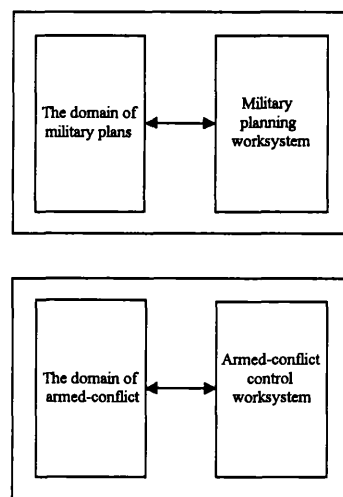 The domain of
military plans
Military
planning
worksystem
The domain of
armed-conflict
Armed-conflict
control
worksystem